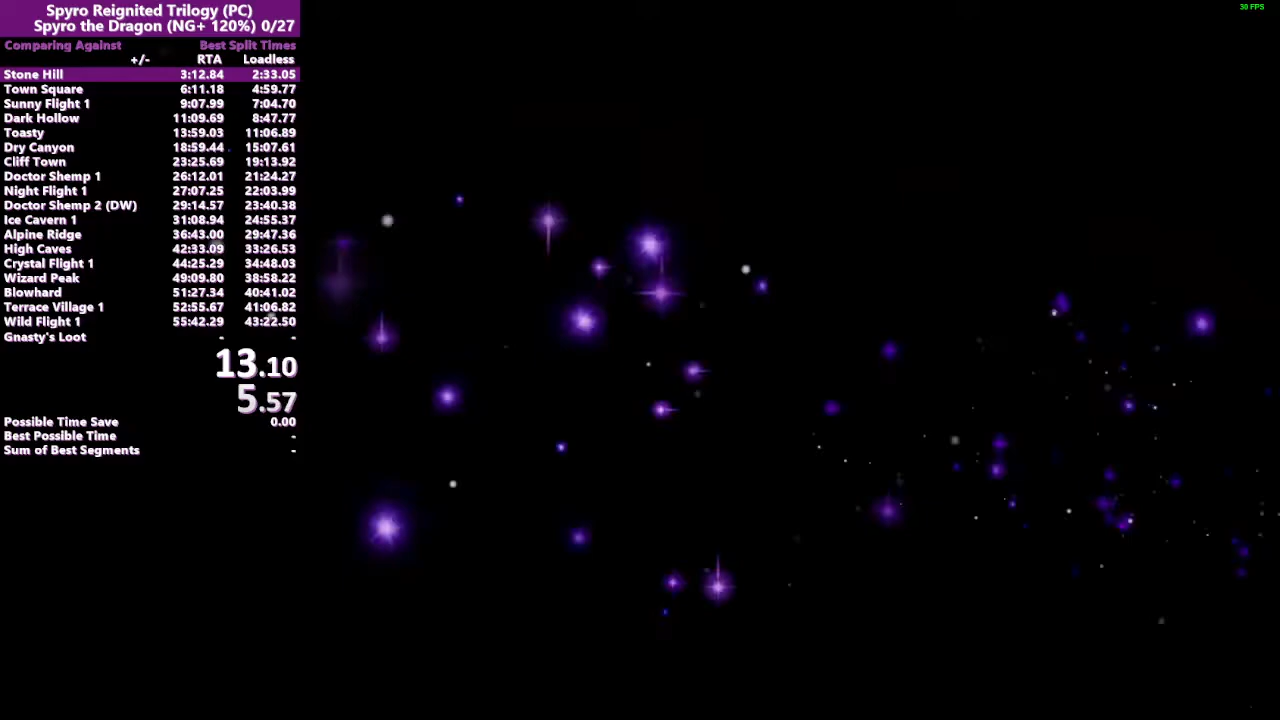 Spyro Reignited Trilogy (PC)
Spyro the Dragon (NG+ 120%) 0/27
Comparing Against Best Split Times
+/- RTA Loadless
Stone Hill 3:12.84 2:33.05
Town Square 6:11.18 4:59.77
Sunny Flight 1 9:07.99 7:04.70
Dark Hollow 11:09.69 8:47.77
Toasty 13:59.03 11:06.89
Dry Canyon 18:59.44 15:07.61
Cliff Town 23:25.69 19:13.92
Doctor Shemp 1 26:12.01 21:24.27
Night Flight 1 27:07.25 22:03.99
Doctor Shemp 2 (DW) 29:14.57 23:40.38
Ice Cavern 1 31:08.94 24:55.37
Alpine Ridge 36:43.00 29:47.36
High Caves 42:33.09 33:26.53
Crystal Flight 1 44:25.29 34:48.03
Wizard Peak 49:09.80 38:58.22
Blowhard 51:27.34 40:41.02
Terrace Village 1 52:55.67 41:06.82
Wild Flight 1 55:42.29 43:22.50
Gnasty's Loot - -
13.10
5.57
Possible Time Save 0.00
Best Possible Time -
Sum of Best Segments -
30 FPS